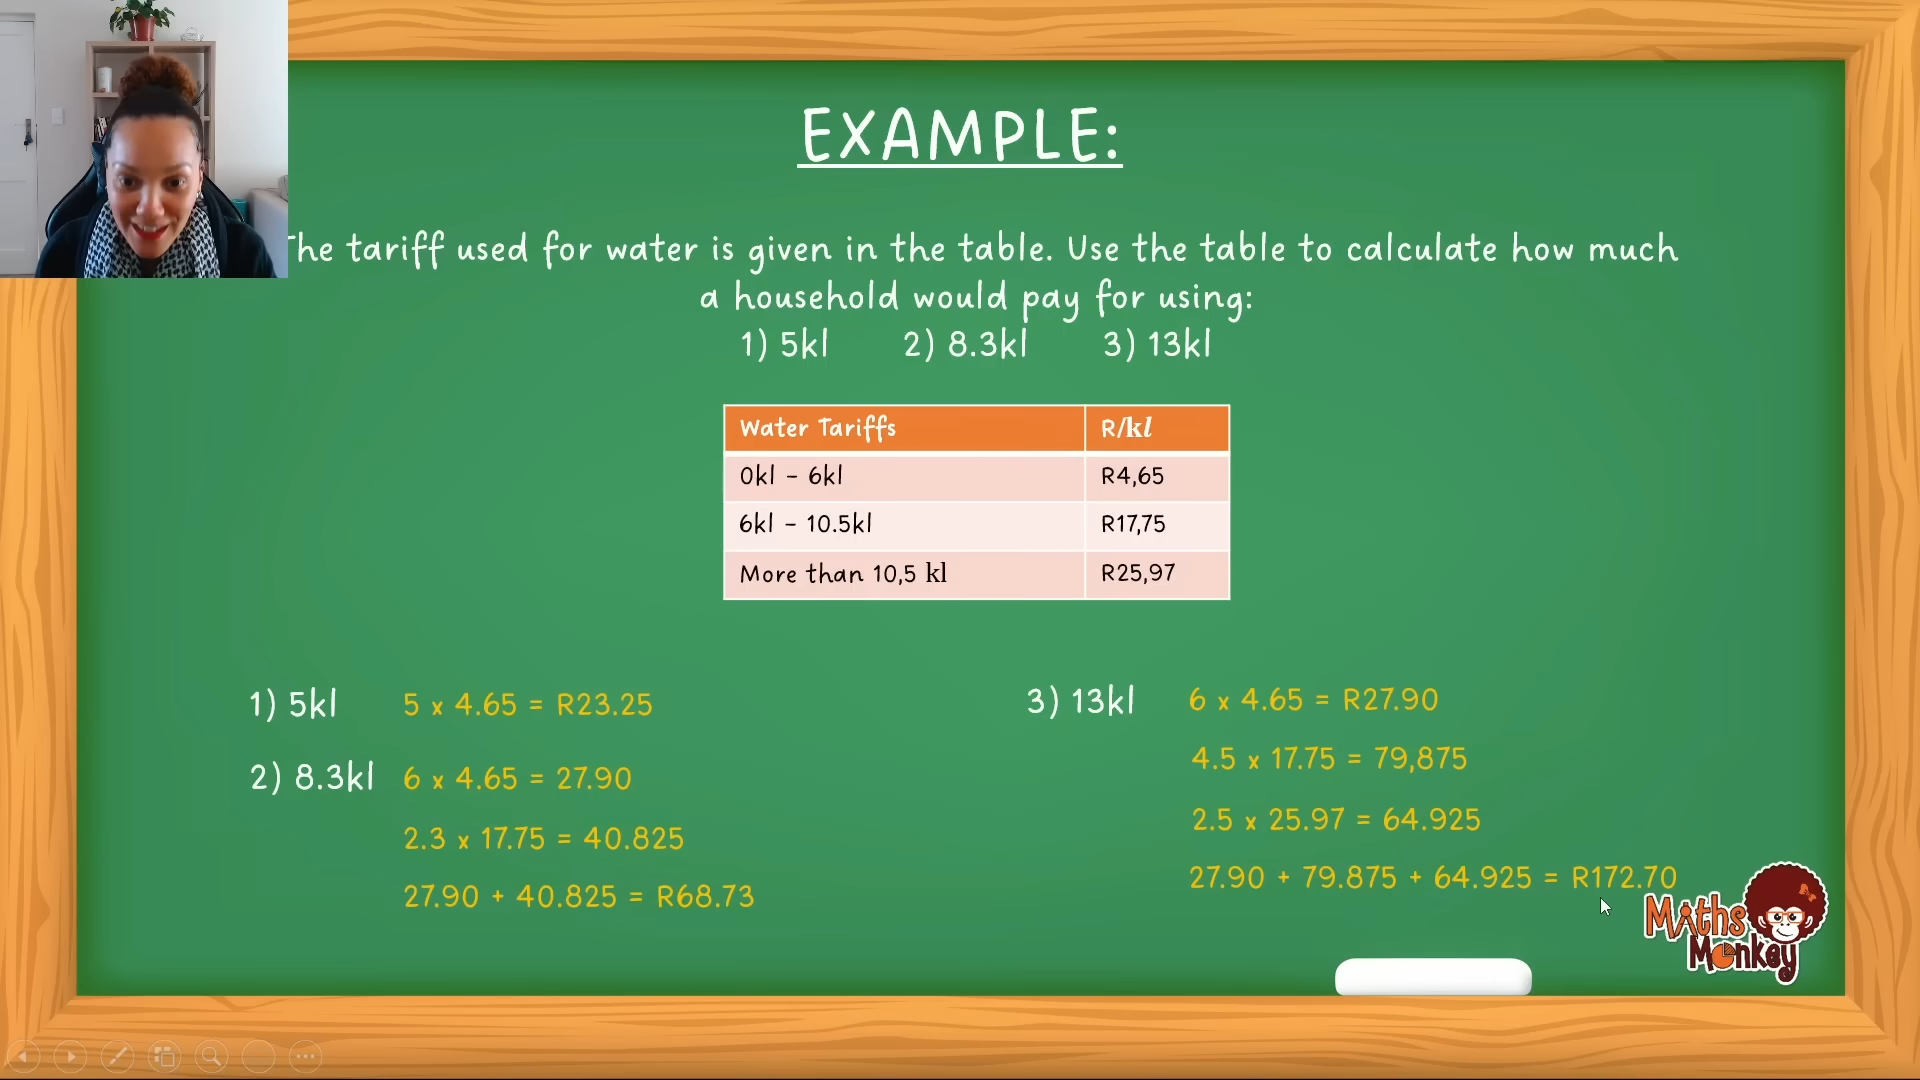 EXAMPLE:
The tariff used for water is given in the table. Use the table to calculate how much
a household would pay for using:
1) 5kl 2) 8.3kl 3) 13kl
Water Tariffs R/kl
0kl - 6kl R4,65
6kl - 10.5kl R17,75
More than 10,5 kl R25,97
1) 5kl 5 x 4.65 = R23.25
2) 8.3kl 6 x 4.65 = 27.90
2.3 x 17.75 = 40.825
27.90 + 40.825 = R68.73
3) 13kl 6 x 4.65 = R27.90
4.5 x 17.75 = 79,875
2.5 x 25.97 = 64.925
27.90 + 79.875 + 64.925 = R172.70
Maths
Monkey